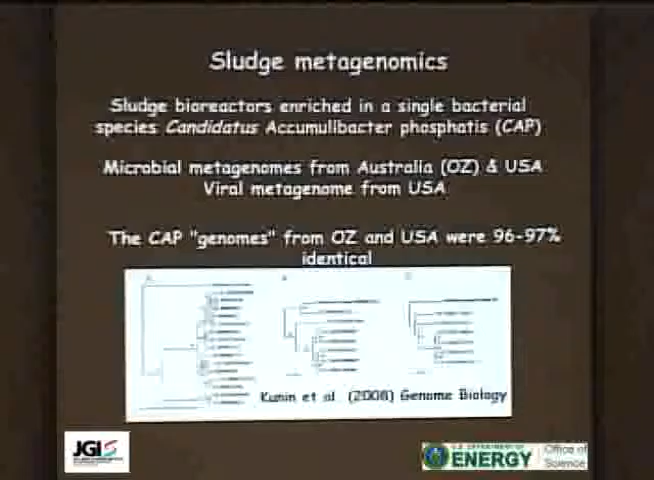 Sludge metagenomics
Sludge bioreactors enriched in a single bacterial
species Candidatus Accumulibacter phosphatis (CAP)
Microbial metagenomes from Australia (OZ) & USA
Viral metagenome from USA
The CAP "genomes" from OZ and USA were 96-97%
identical
Kunin et al. (2008) Genome Biology
JGI
U.S. DEPARTMENT OF
ENERGY
Office of
Science